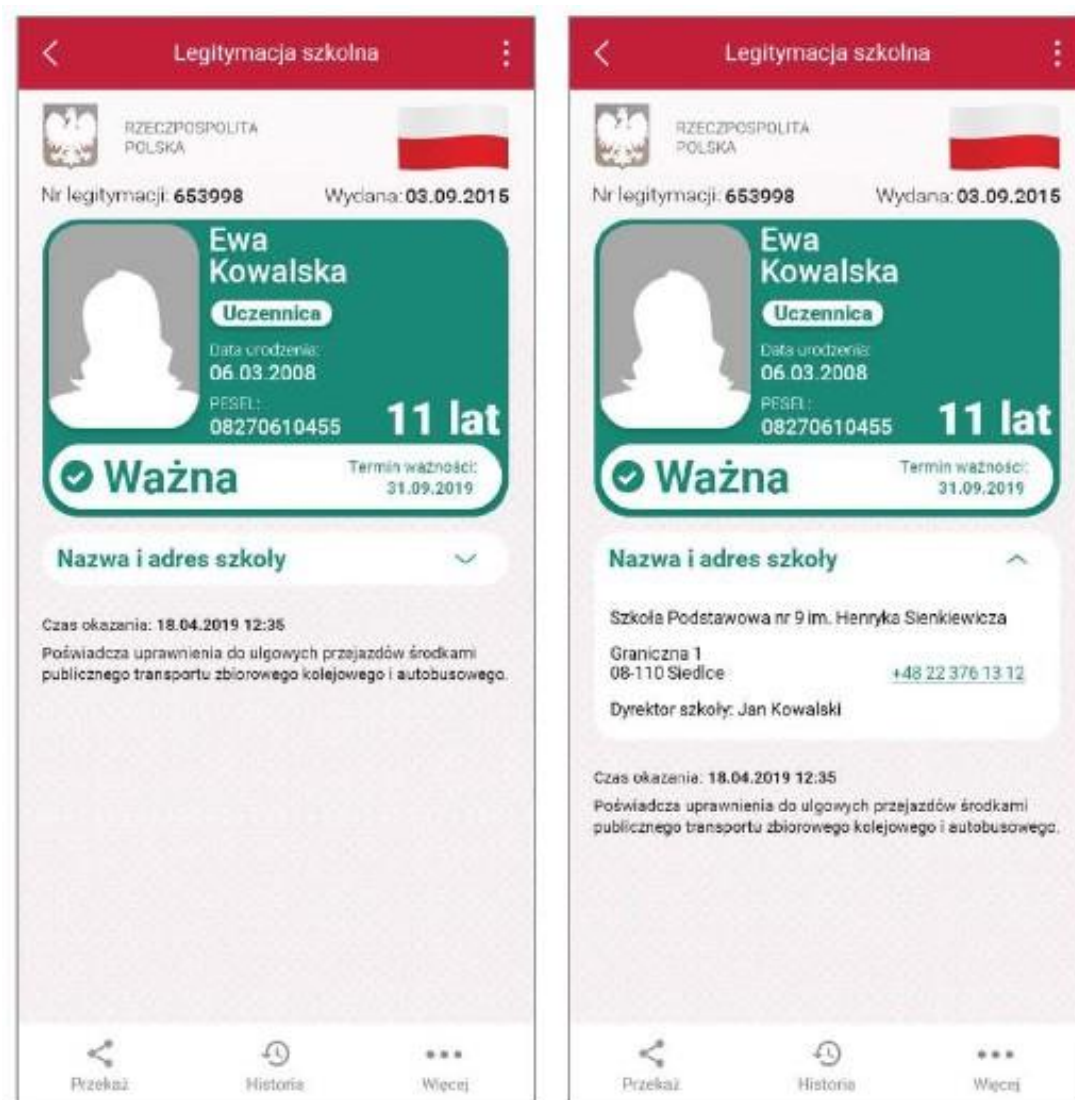 Legitymacja szkolna
RZECZPOSPOLITA
POLSKA
Nr legitymacji: 653998
Wydana: 03.09.2015
Ewa
Kowalska
Uczennica
Data urodzenia:
06.03.2008
PESEL:
08270610455
11 lat
Ważna
Termin ważności:
31.09.2019
Nazwa i adres szkoły
Czas okazania: 18.04.2019 12:35
Poświadcza uprawnienia do ulgowych przejazdów środkami
publicznego transportu zbiorowego kolejowego i autobusowego.
Przekaż
Historia
Więcej
Legitymacja szkolna
RZECZPOSPOLITA
POLSKA
Nr legitymacji: 653998
Wydana: 03.09.2015
Ewa
Kowalska
Uczennica
Data urodzenia:
06.03.2008
PESEL:
08270610455
11 lat
Ważna
Termin ważności:
31.09.2019
Nazwa i adres szkoły
Szkoła Podstawowa nr 9 im. Henryka Sienkiewicza
Graniczna 1
08-110 Siedlce
+48 22 376 13 12
Dyrektor szkoły: Jan Kowalski
Czas okazania: 18.04.2019 12:35
Poświadcza uprawnienia do ulgowych przejazdów środkami
publicznego transportu zbiorowego kolejowego i autobusowego.
Przekaż
Historia
Więcej